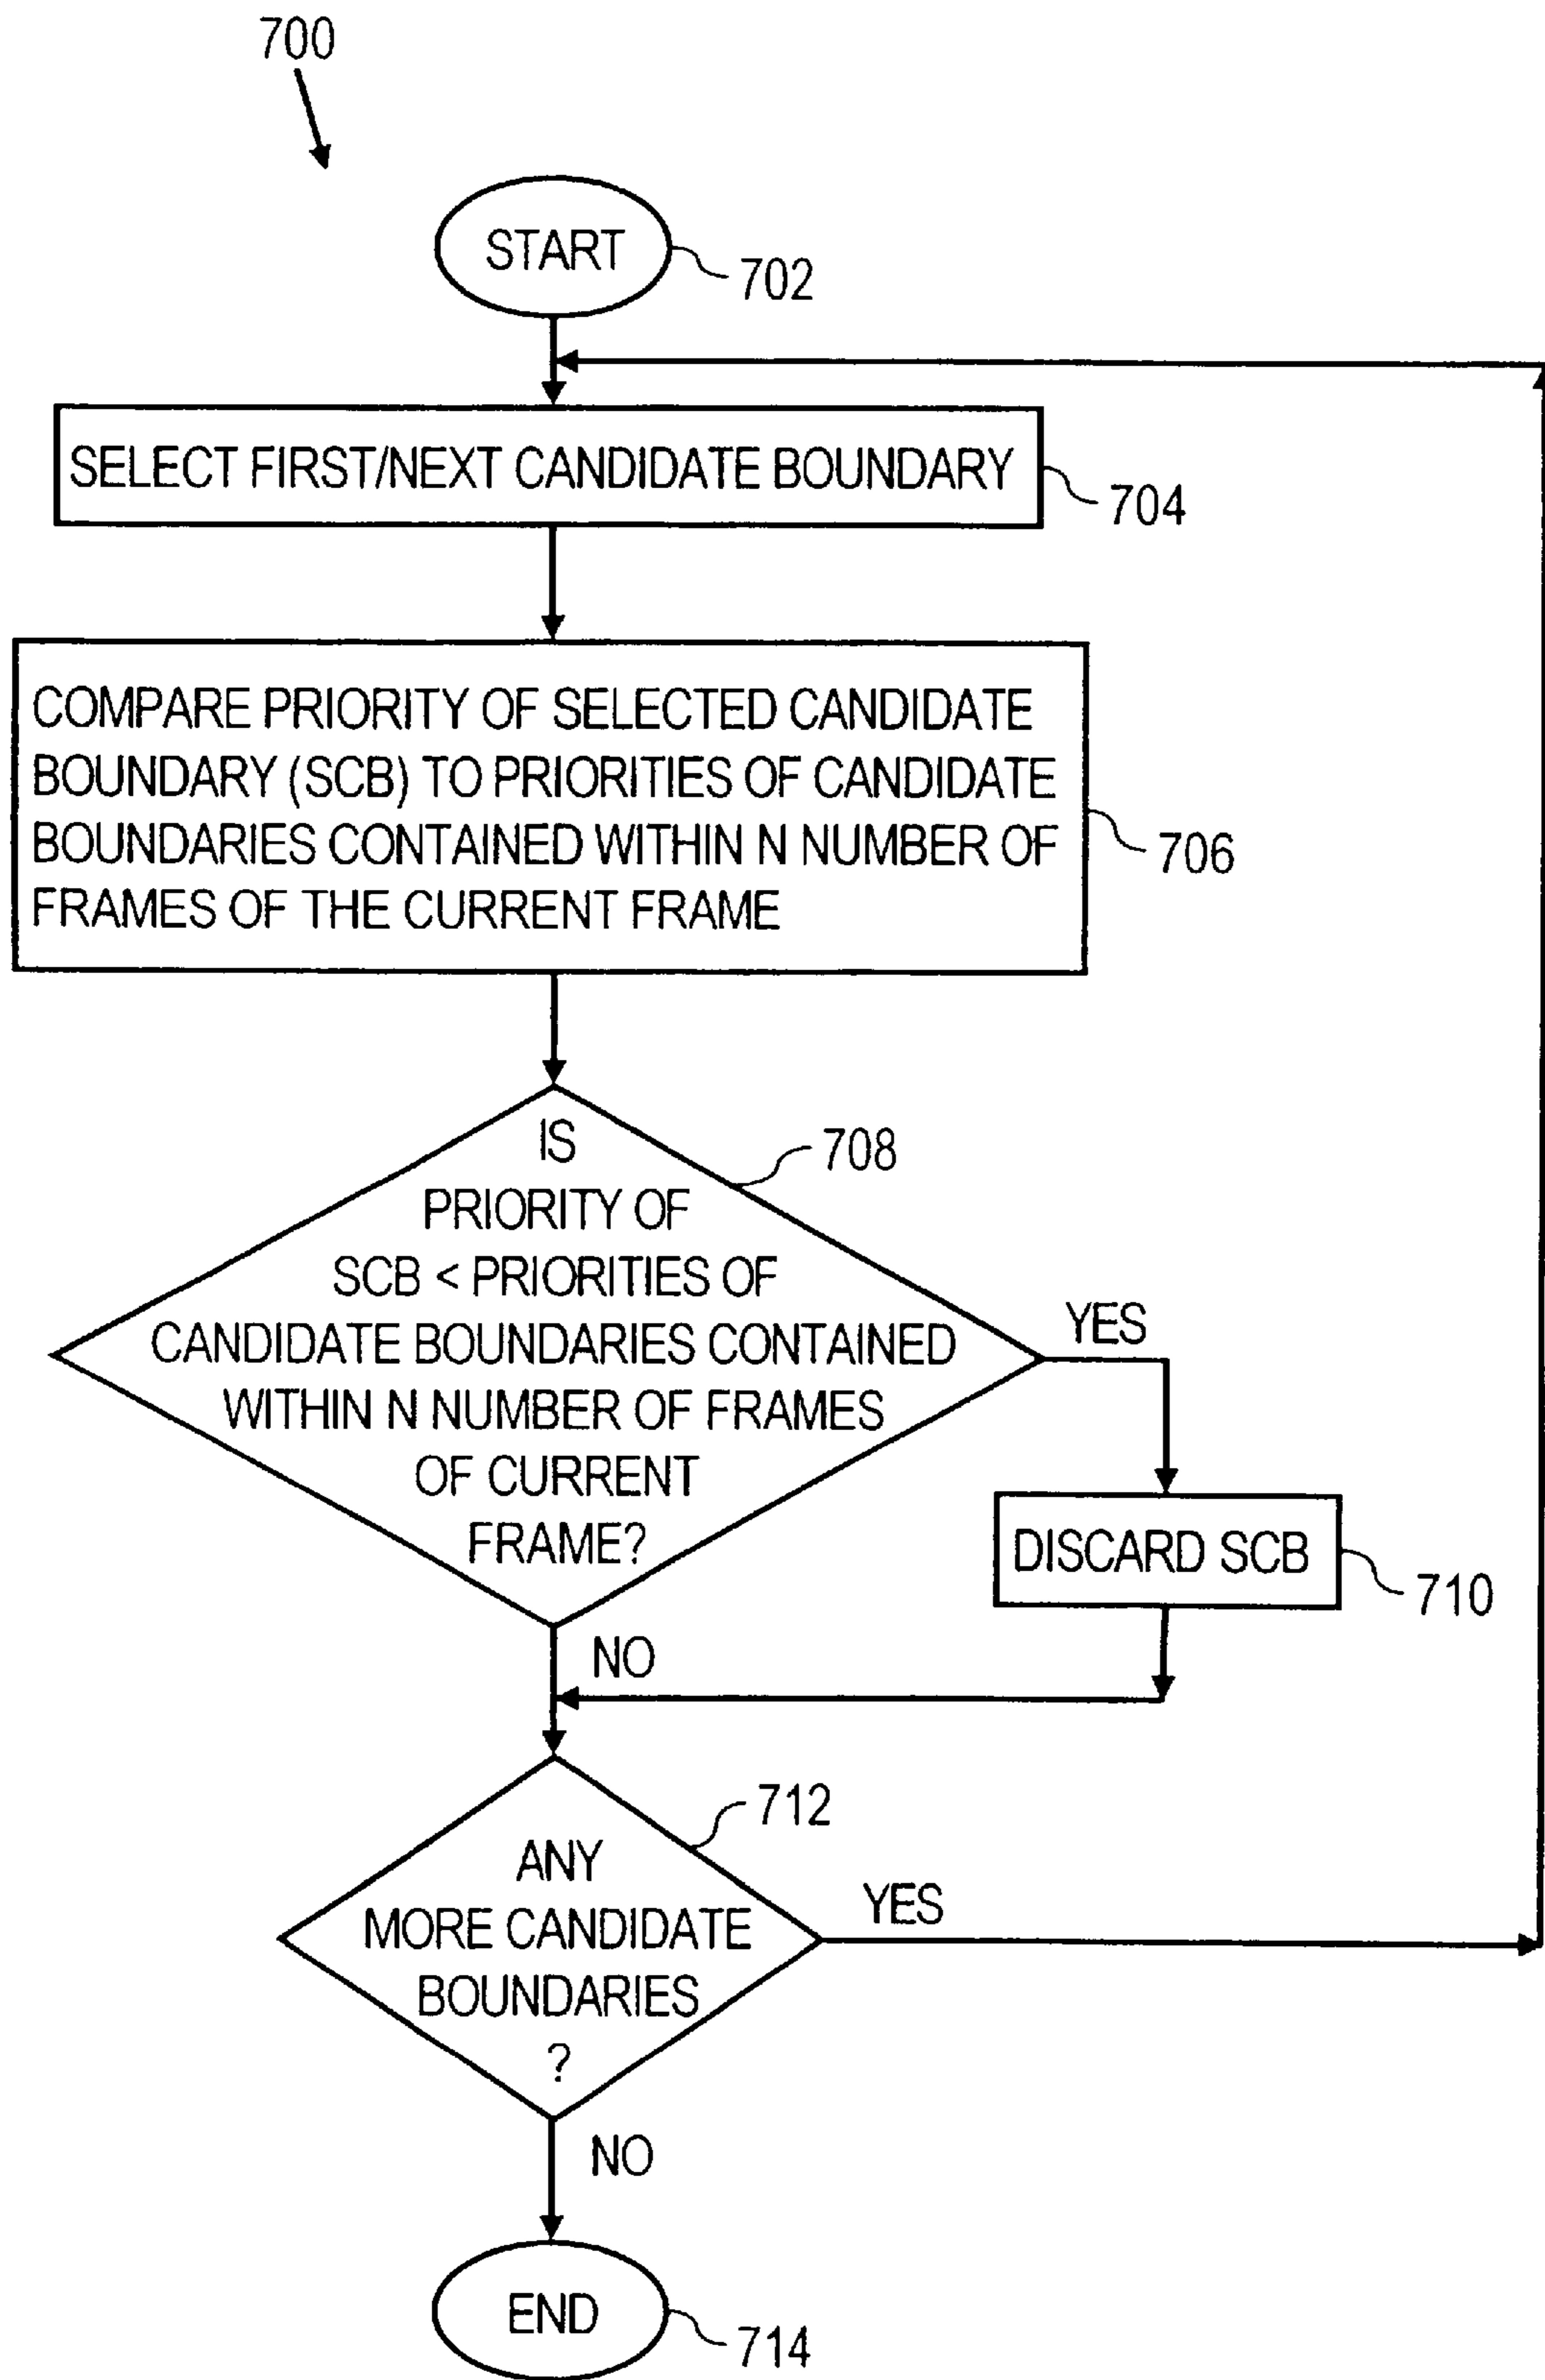 700
START
702
SELECT FIRST/NEXT CANDIDATE BOUNDARY
704
COMPARE PRIORITY OF SELECTED CANDIDATE
BOUNDARY (SCB) TO PRIORITIES OF CANDIDATE
BOUNDARIES CONTAINED WITHIN N NUMBER OF
FRAMES OF THE CURRENT FRAME
706
IS
PRIORITY OF
SCB < PRIORITIES OF
CANDIDATE BOUNDARIES CONTAINED
WITHIN N NUMBER OF FRAMES
OF CURRENT
FRAME?
708
YES
DISCARD SCB
710
NO
ANY
MORE CANDIDATE
BOUNDARIES
?
712
YES
NO
END
714